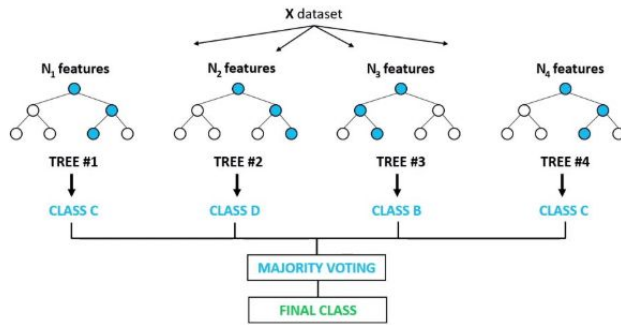 X dataset
N₁ features N₂ features N₃ features N₄ features
TREE #1 TREE #2 TREE #3 TREE #4
CLASS C CLASS D CLASS B CLASS C
MAJORITY VOTING
FINAL CLASS